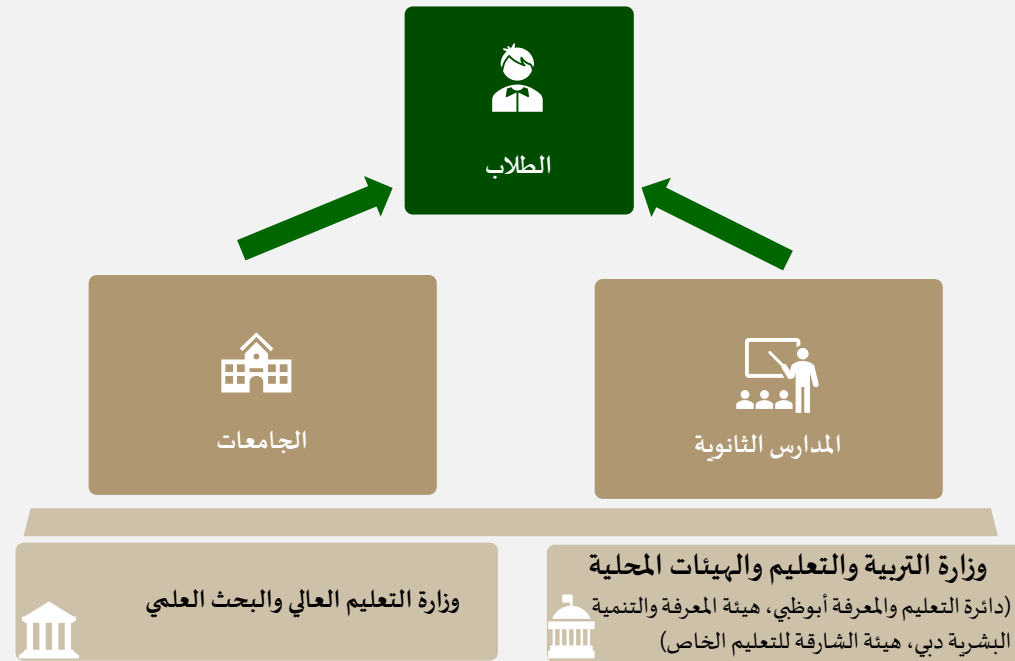 الطلاب
المدارس الثانوية
الجامعات
وزارة التربية والتعليم والهيئات المحلية
(دائرة التعليم والمعرفة أبوظبي، هيئة المعرفة والتنمية
البشرية دبي، هيئة الشارقة للتعليم الخاص)
وزارة التعليم العالي والبحث العلمي